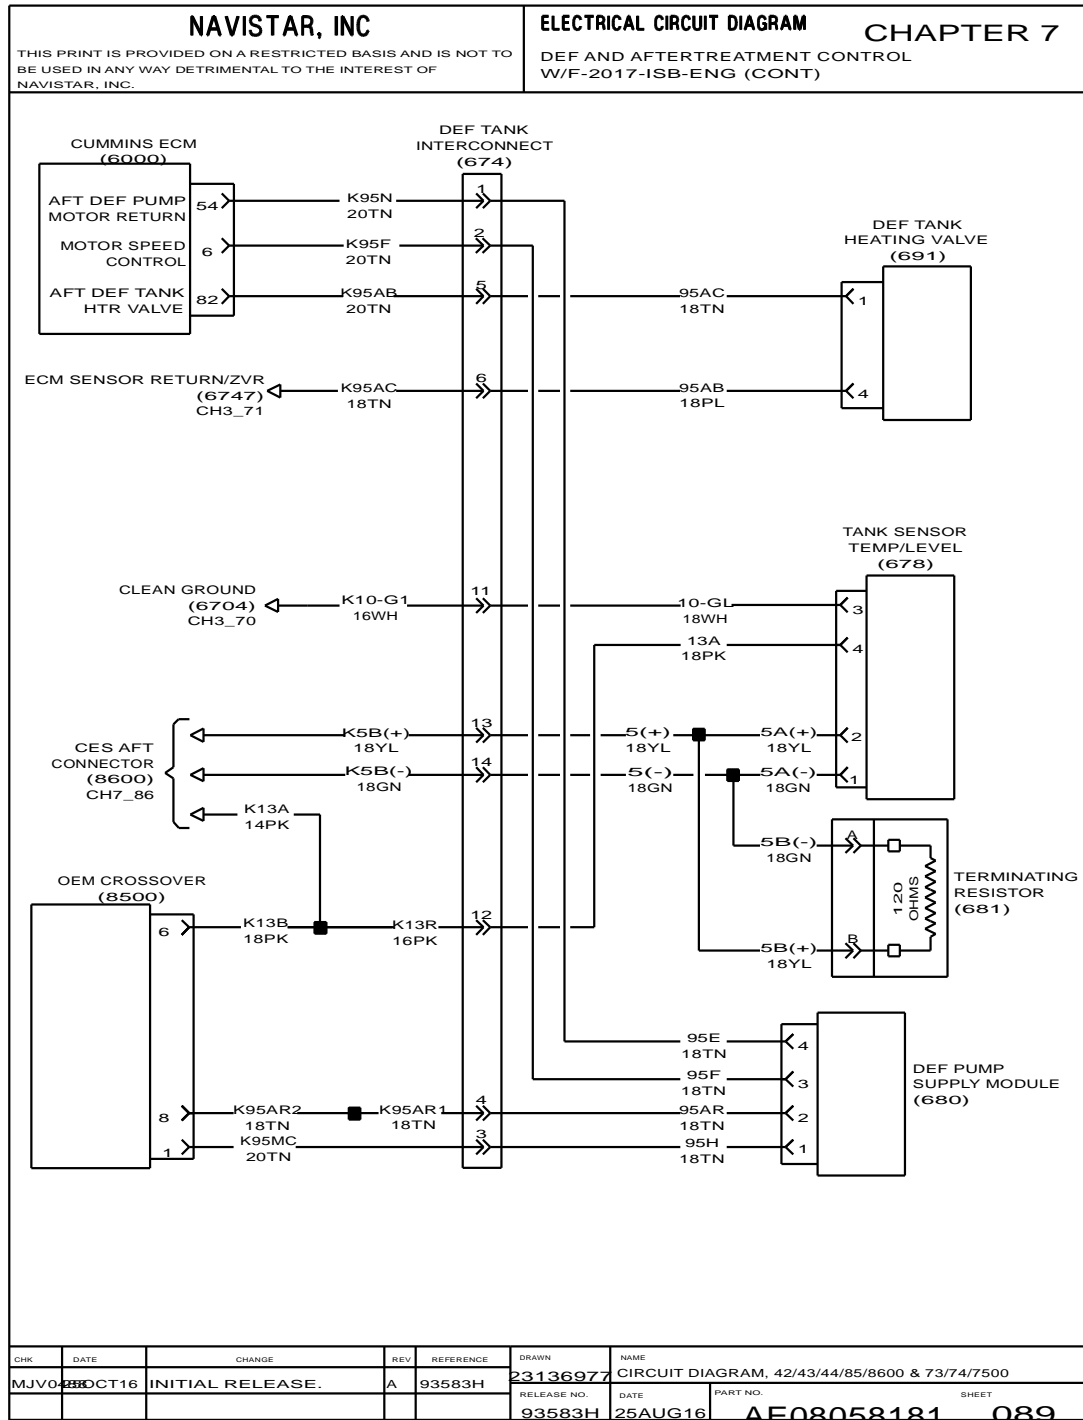 NAVISTAR, INC
THIS PRINT IS PROVIDED ON A RESTRICTED BASIS AND IS NOT TO
BE USED IN ANY WAY DETRIMENTAL TO THE INTEREST OF
NAVISTAR, INC.
ELECTRICAL CIRCUIT DIAGRAM
CHAPTER 7
DEF AND AFTERTREATMENT CONTROL
W/F-2017-ISB-ENG (CONT)
CUMMINS ECM
(6000)
DEF TANK
INTERCONNECT
(674)
AFT DEF PUMP
MOTOR RETURN
54
K95N
20TN
1
MOTOR SPEED
CONTROL
6
K95F
20TN
2
AFT DEF TANK
HTR VALVE
82
K95AB
20TN
5
95AC
18TN
1
DEF TANK
HEATING VALVE
(691)
ECM SENSOR RETURN/ZVR
(6747)
CH3_71
K95AC
18TN
6
95AB
18PL
4
TANK SENSOR
TEMP/LEVEL
(678)
CLEAN GROUND
(6704)
CH3_70
K10-G1
16WH
11
10-GL
18WH
3
13A
18PK
4
CES AFT
CONNECTOR
(8600)
CH7_86
K5B(+)
18YL
13
5(+)
18YL
5A(+)
18YL
2
K5B(-)
18GN
14
5(-)
18GN
5A(-)
18GN
1
K13A
14PK
5B(-)
18GN
A
120
OHMS
TERMINATING
RESISTOR
(681)
5B(+)
18YL
B
OEM CROSSOVER
(8500)
6
K13B
18PK
K13R
16PK
12
95E
18TN
4
95F
18TN
3
DEF PUMP
SUPPLY MODULE
(680)
8
K95AR2
18TN
K95AR1
18TN
4
95AR
18TN
2
1
K95MC
20TN
3
95H
18TN
1
CHK
DATE
CHANGE
REV
REFERENCE
DRAWN
NAME
OCT16
INITIAL RELEASE.
A
93583H
23136977
CIRCUIT DIAGRAM, 42/43/44/85/8600 & 73/74/7500
RELEASE NO.
DATE
PART NO.
SHEET
93583H
25AUG16
AE08058181
089